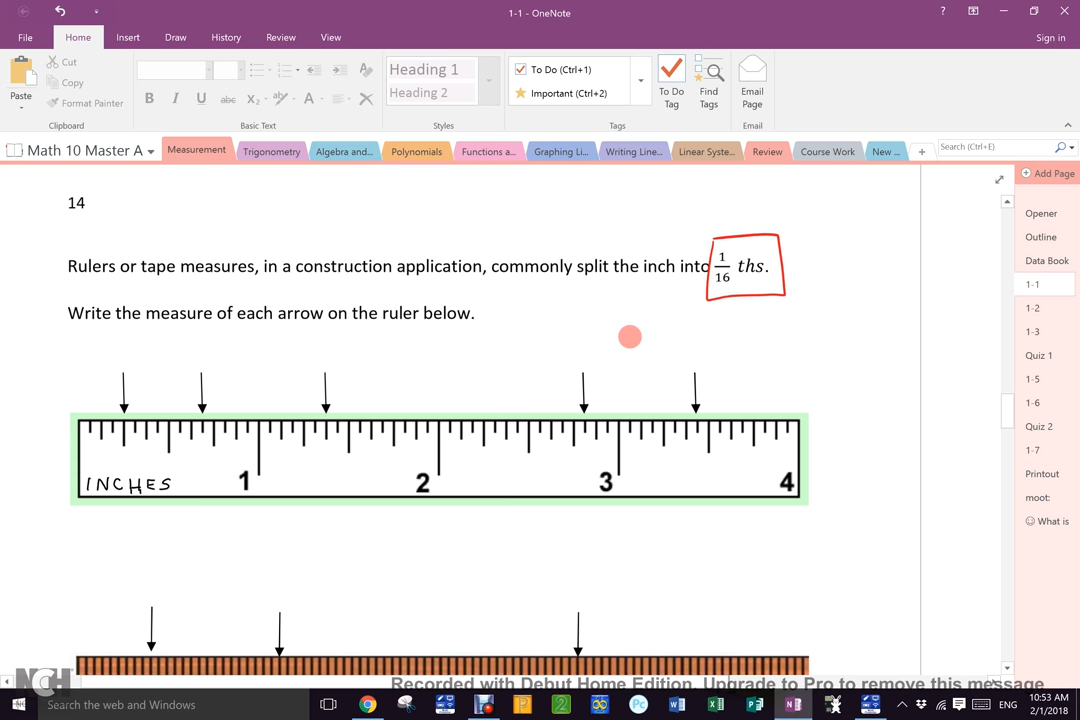 1-1 - OneNote
?
File Home Insert Draw History Review View Sign in
Paste
Cut
Copy
Format Painter
Clipboard
B I U abc X₂ A
Basic Text
Heading 1
Heading 2
Styles
To Do (Ctrl+1)
Important (Ctrl+2)
Tags
To Do Tag
Find Tags
Email Page
Email
Math 10 Master A
Measurement Trigonometry Algebra and... Polynomials Functions a... Graphing Li... Writing Line... Linear Syste... Review Course Work New ... +
Search (Ctrl+E)
Add Page
Opener
Outline
Data Book
1-1
1-2
1-3
Quiz 1
1-5
1-6
Quiz 2
1-7
Printout
moot:
What is
14
Rulers or tape measures, in a construction application, commonly split the inch into 1/16 ths.
Write the measure of each arrow on the ruler below.
INCHES 1 2 3 4
NCH
Recorded with Debut Home Edition. Upgrade to Pro to remove this message
Search the web and Windows
ENG
10:53 AM
2/1/2018